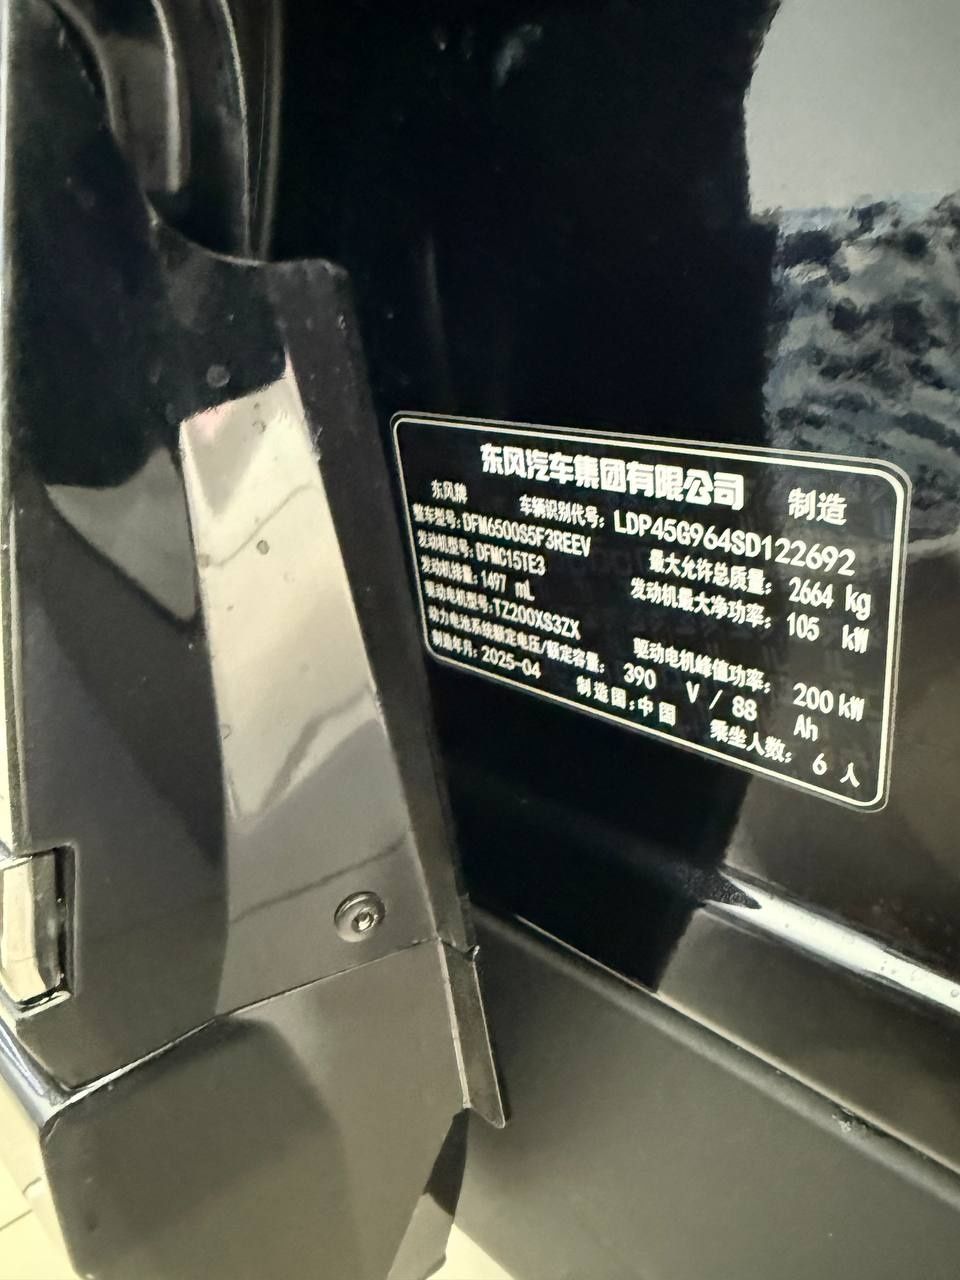 东风汽车集团有限公司 制造
东风牌 车辆识别代号: LDP45G964SD122692
整车型号: DFM6500S5F3REEV 最大允许总质量: 2664 kg
发动机型号: DFMC15TE3 发动机最大净功率: 105 kW
发动机排量: 1497 mL
驱动电机型号: TZ200XS3ZX 驱动电机峰值功率: 200 kW
动力电池系统额定电压/额定容量: 390 V / 88 Ah
制造年月: 2025-04 制造国: 中国 乘坐人数: 6 人